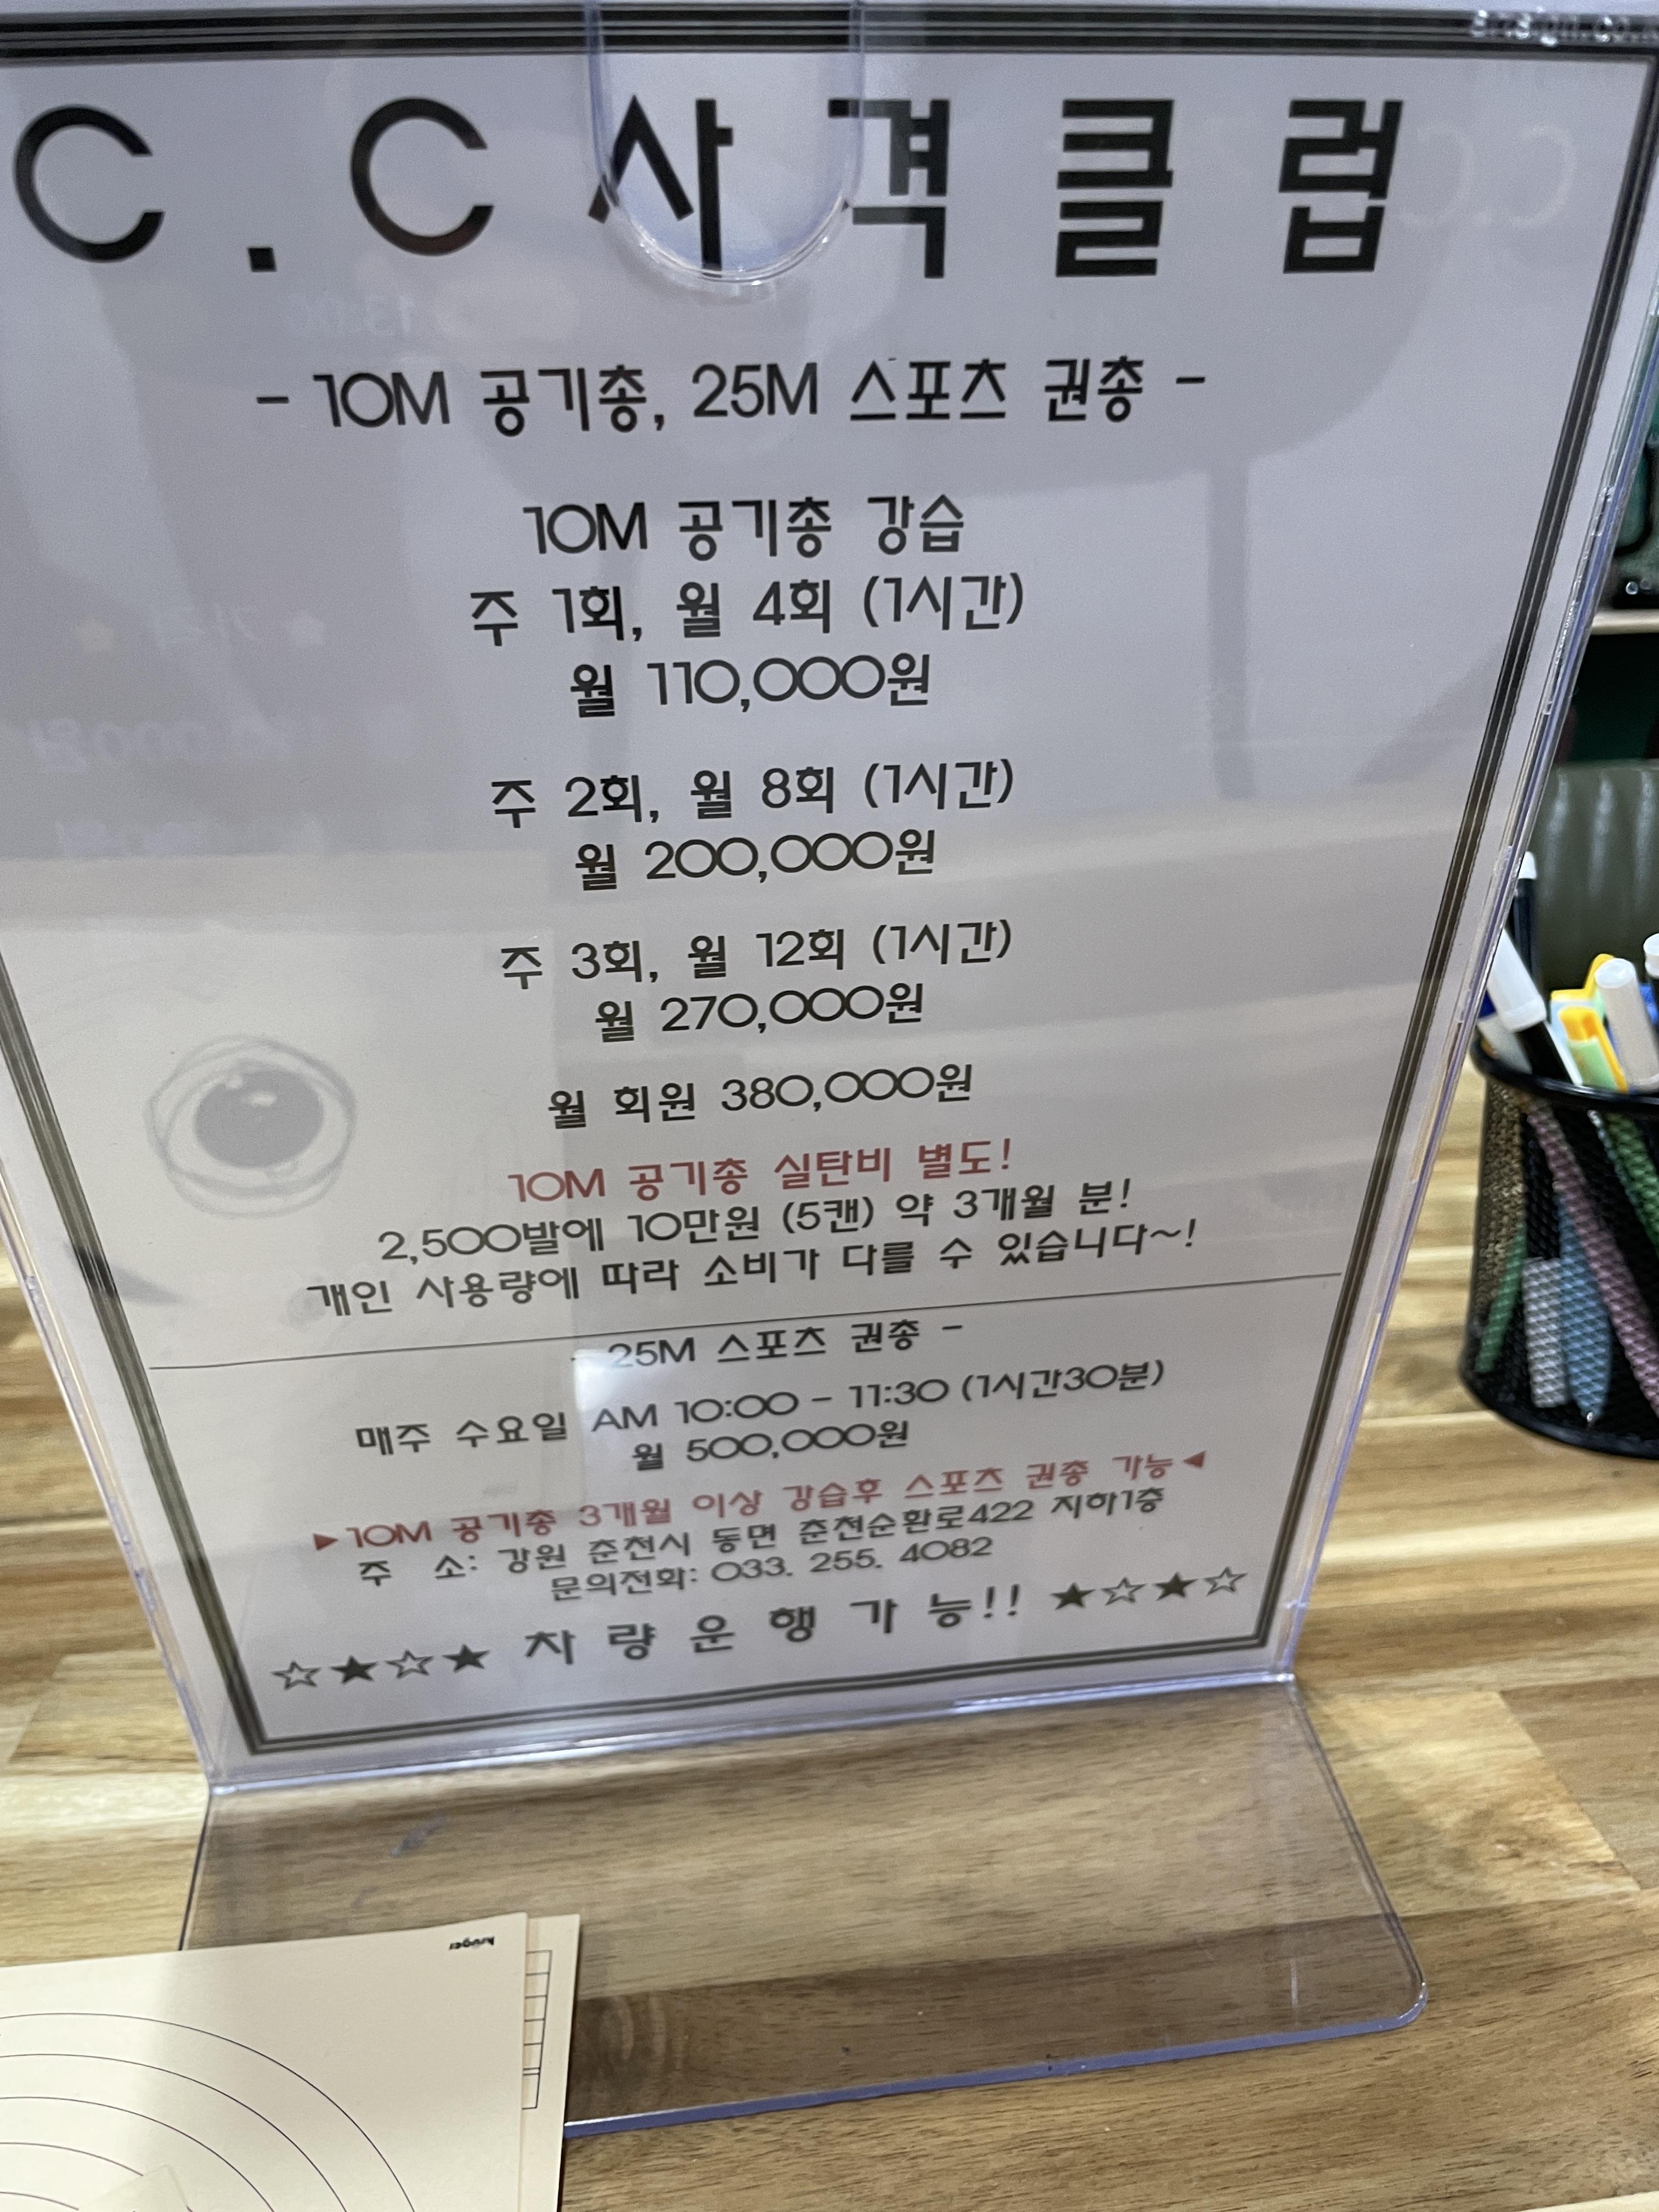 C.C사격클럽
- 10M 공기총, 25M 스포츠 권총 -
10M 공기총 강습
주 1회, 월 4회 (1시간)
월 110,000원
주 2회, 월 8회 (1시간)
월 200,000원
주 3회, 월 12회 (1시간)
월 270,000원
월 회원 380,000원
10M 공기총 실탄비 별도!
2,500발에 10만원 (5캔) 약 3개월 분!
개인 사용량에 따라 소비가 다를 수 있습니다~!
- 25M 스포츠 권총 -
매주 수요일 AM 10:00 - 11:30 (1시간30분)
월 500,000원
▶10M 공기총 3개월 이상 강습후 스포츠 권총 가능◀
주 소: 강원 춘천시 동면 춘천순환로422 지하1층
문의전화: 033. 255. 4082
☆★☆★ 차 량 운 행 가 능!! ★☆★☆
krüger